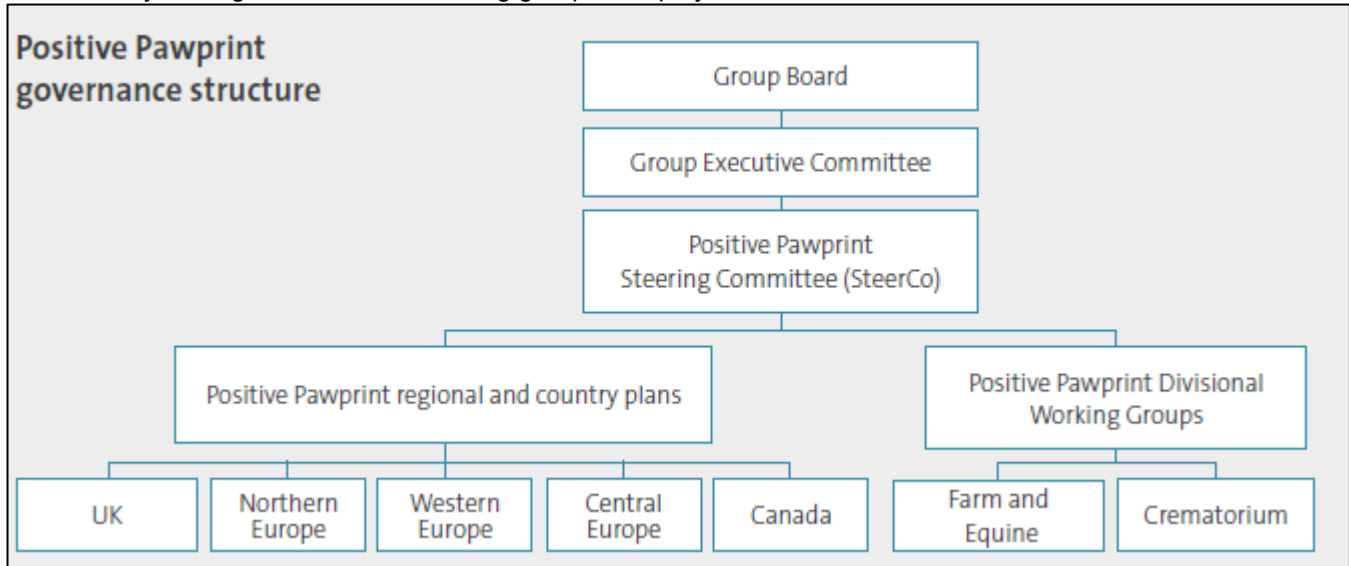 Positive Pawprint
governance structure
Group Board
Group Executive Committee
Positive Pawprint
Steering Committee (SteerCo)
Positive Pawprint regional and country plans
Positive Pawprint Divisional
Working Groups
UK
Northern
Europe
Western
Europe
Central
Europe
Canada
Farm and
Equine
Crematorium